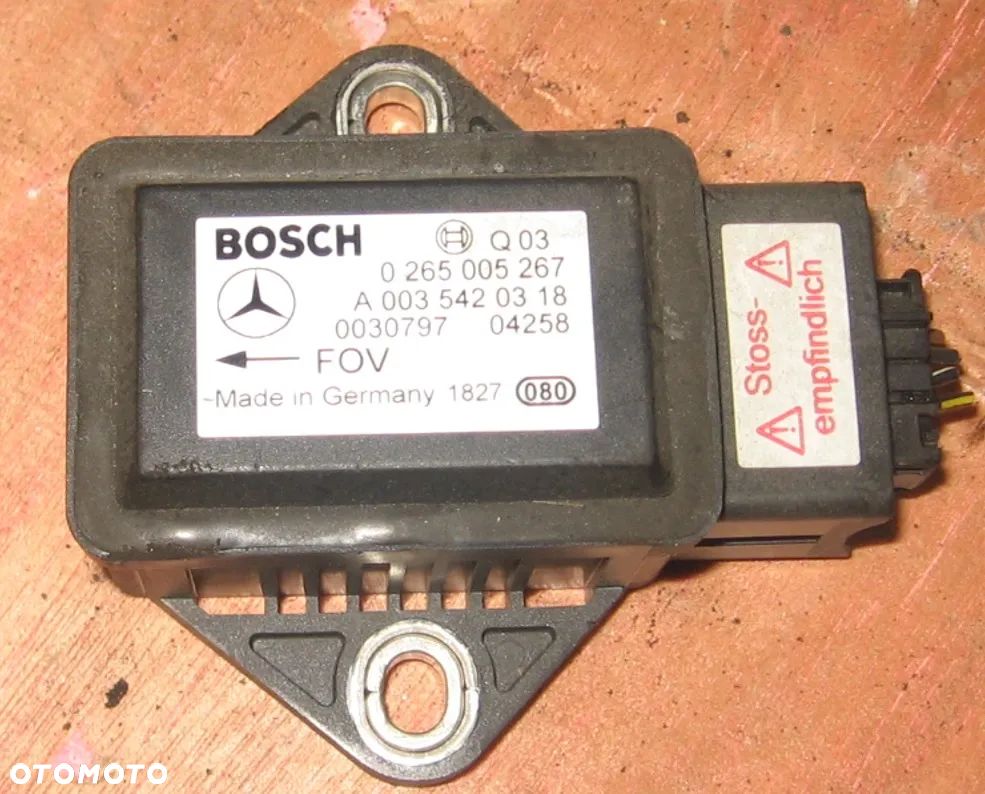 BOSCH Q 03
0 265 005 267
A 003 542 03 18
0030797 04258
FOV
Made in Germany 1827 080
Stoss-
empfindlich
OTOMOTO